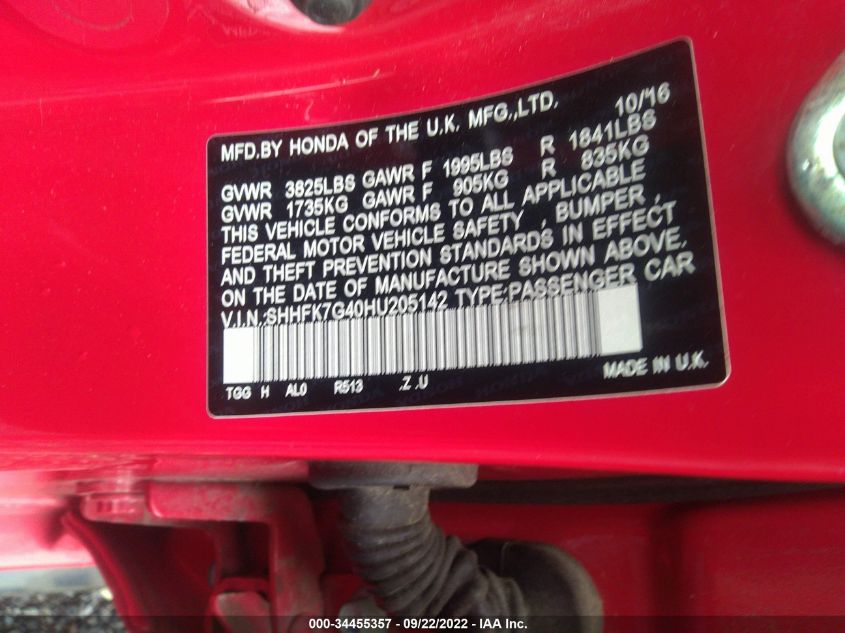 MFD.BY HONDA OF THE U.K. MFG.,LTD. 10/16
GVWR 3825LBS GAWR F 1995LBS R 1841LBS
GVWR 1735KG GAWR F 905KG R 835KG
THIS VEHICLE CONFORMS TO ALL APPLICABLE
FEDERAL MOTOR VEHICLE SAFETY , BUMPER ,
AND THEFT PREVENTION STANDARDS IN EFFECT
ON THE DATE OF MANUFACTURE SHOWN ABOVE.
V.I.N.:SHHFK7G40HU205142 TYPE:PASSENGER CAR
TGG H AL0 R513 .Z .U MADE IN U.K.
000-34455357 - 09/22/2022 - IAA Inc.